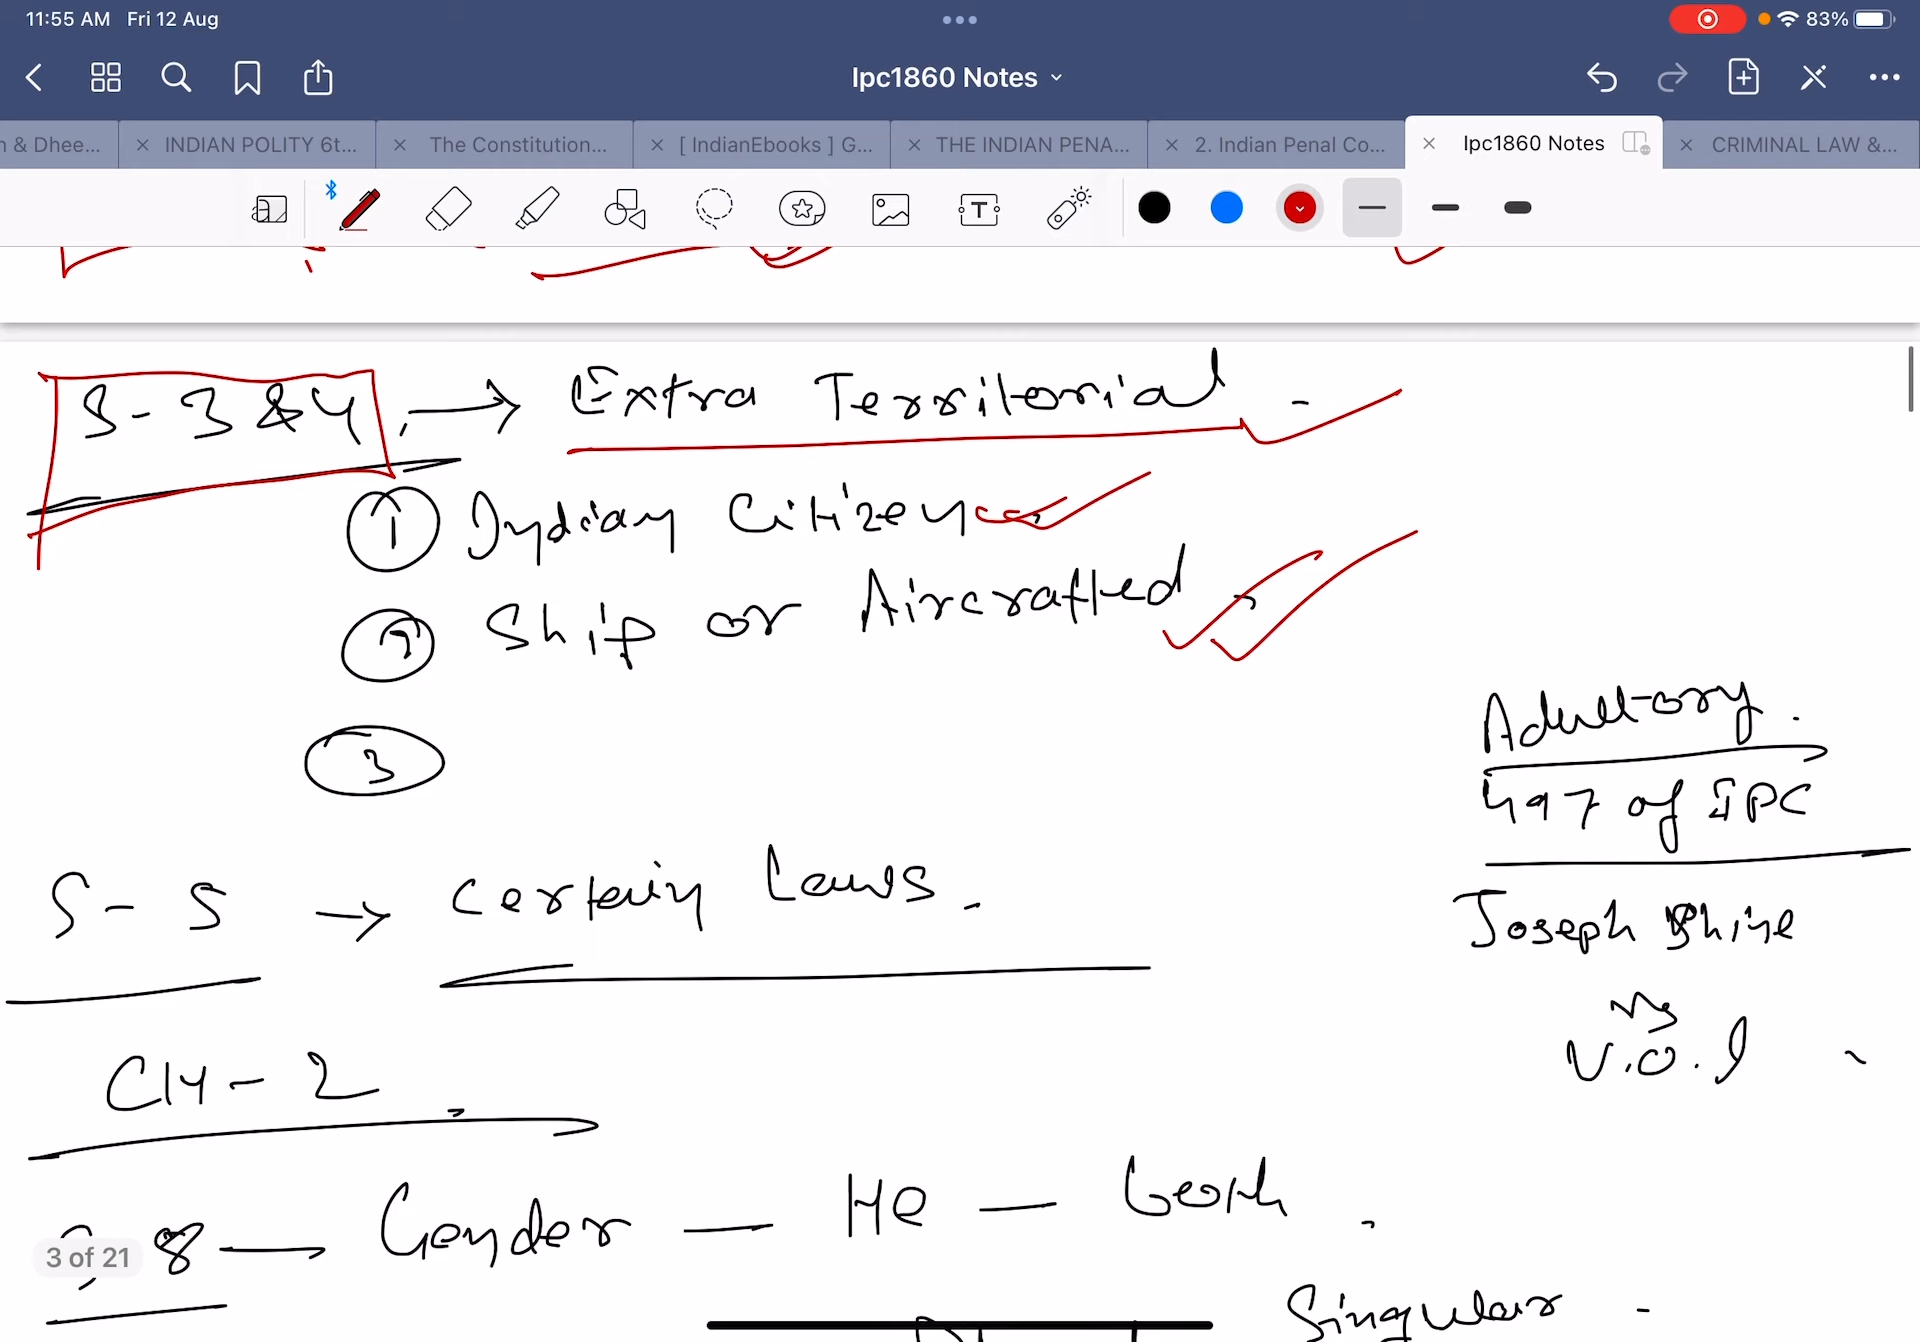 11:55 AM Fri 12 Aug
83%
Ipc1860 Notes
n & Dhee...
INDIAN POLITY 6t...
The Constitution...
[ IndianEbooks ] G...
THE INDIAN PENA...
2. Indian Penal Co...
Ipc1860 Notes
CRIMINAL LAW &...
T
S-3 & 4 → Extra Territorial -
1 Indian Citizen
2 Ship or Aircrafted
3
Adultory.
497 of IPC
Joseph Shine
Vs
U.O.I
S-5 → Certain Laws.
CH-2
S 8 — Gender — He — both.
3 of 21
Singular -